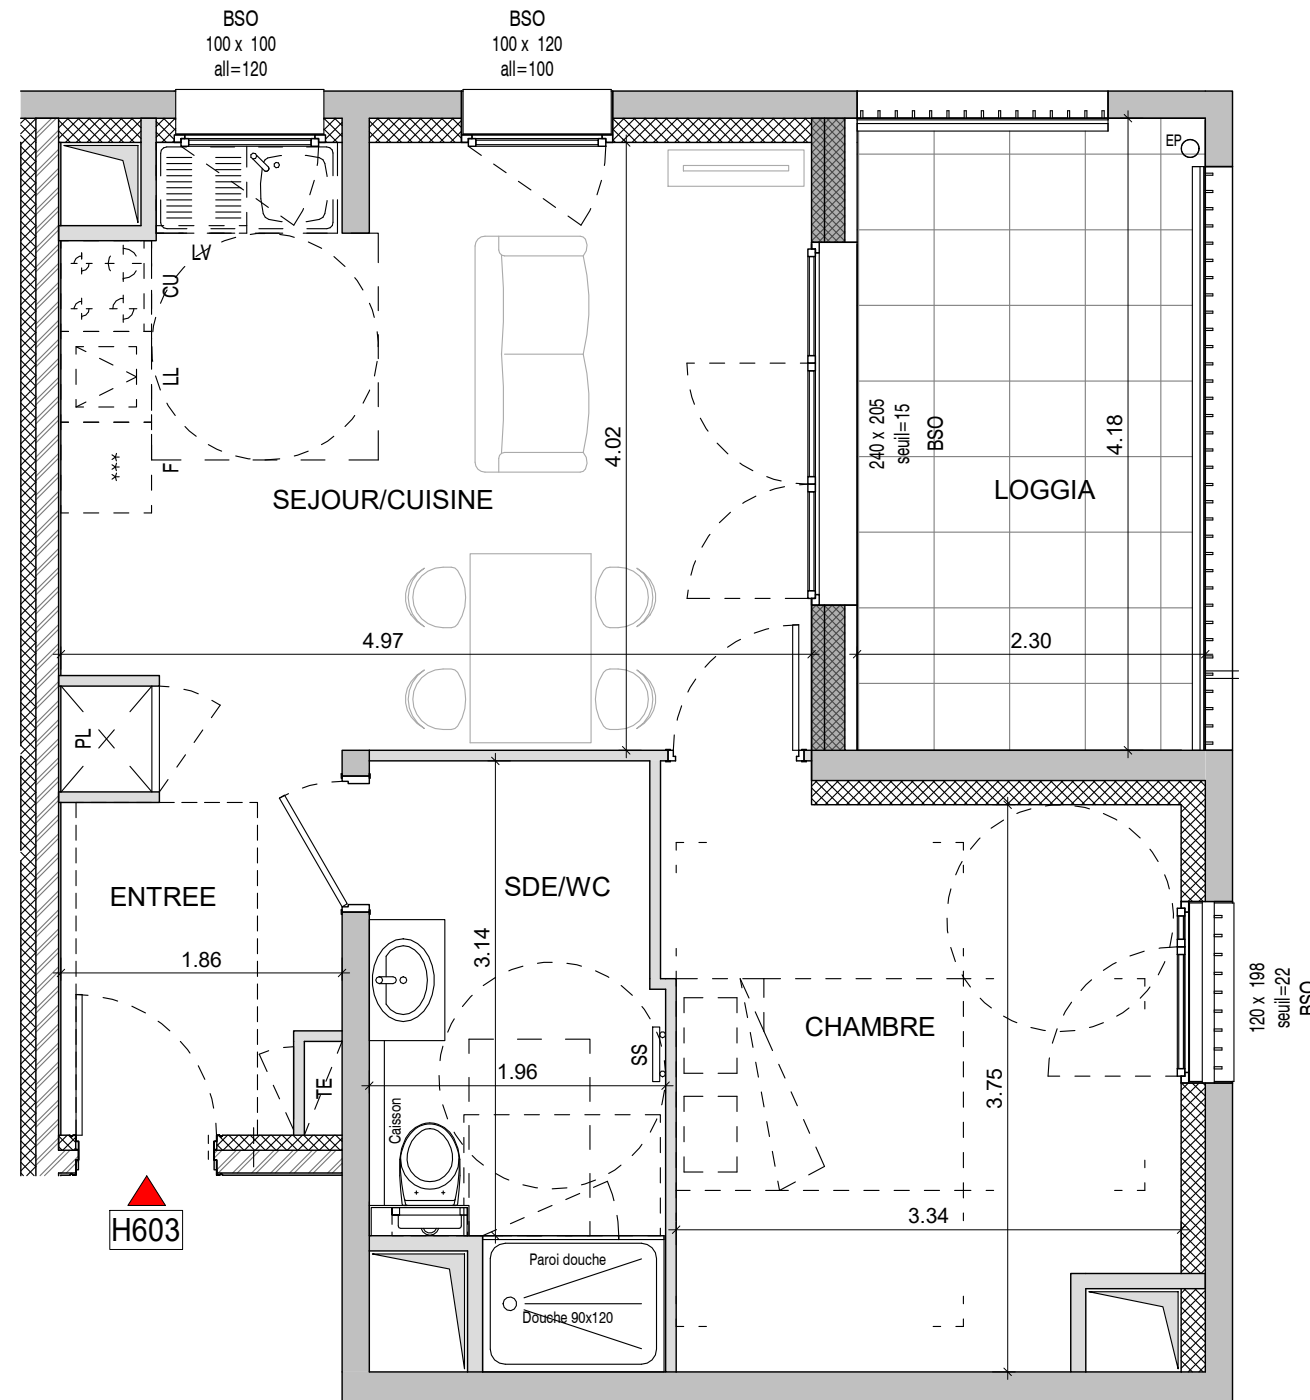 BSO
100 x 100
all=120
BSO
100 x 120
all=100
EP
LV
CU
LL
F
***
SEJOUR/CUISINE
4.02
240 x 205
seuil=15
BSO
4.18
LOGGIA
4.97
2.30
PL
ENTREE
SDE/WC
3.14
1.86
CHAMBRE
120 x 198
seuil=22
BSO
SS
1.96
TE
3.75
Caisson
H603
3.34
Paroi douche
Douche 90x120